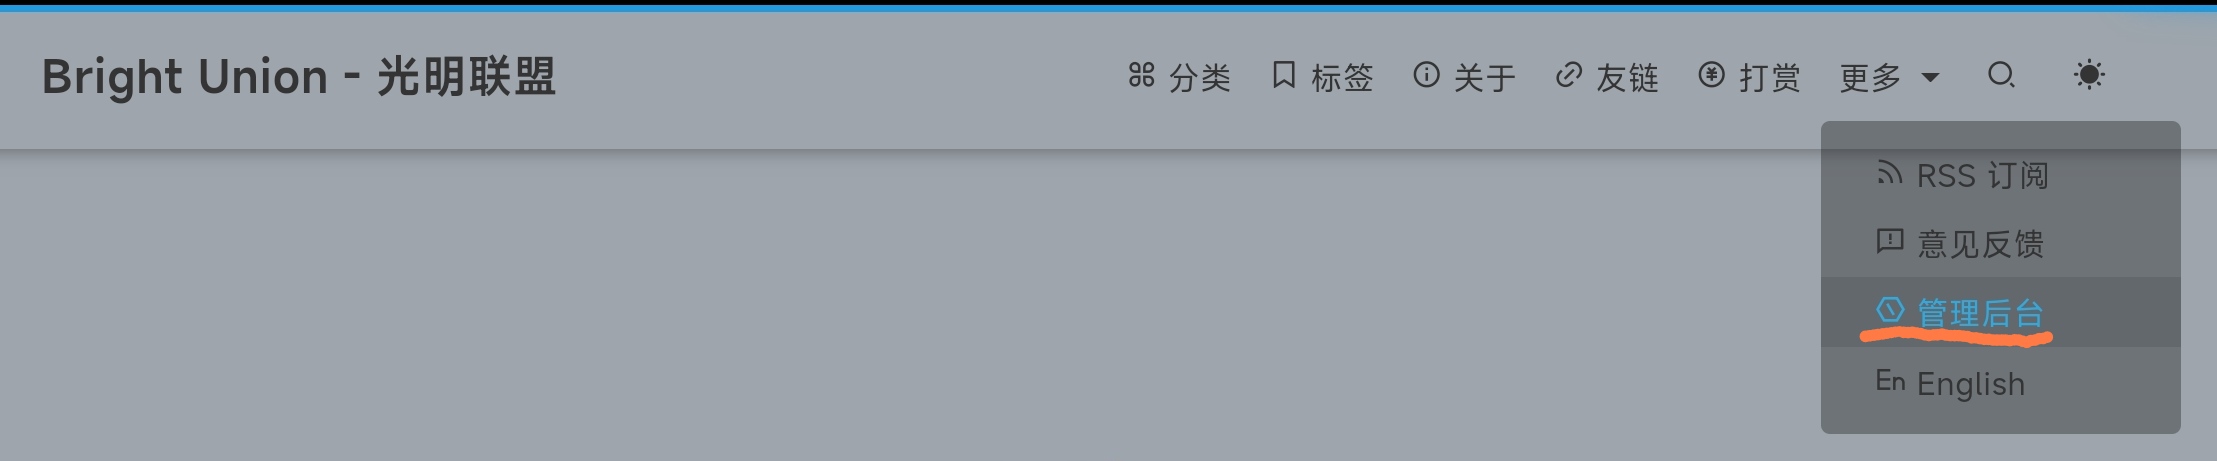 Bright Union - 光明联盟
分类 标签 关于 友链 打赏 更多
RSS 订阅
意见反馈
管理后台
En English